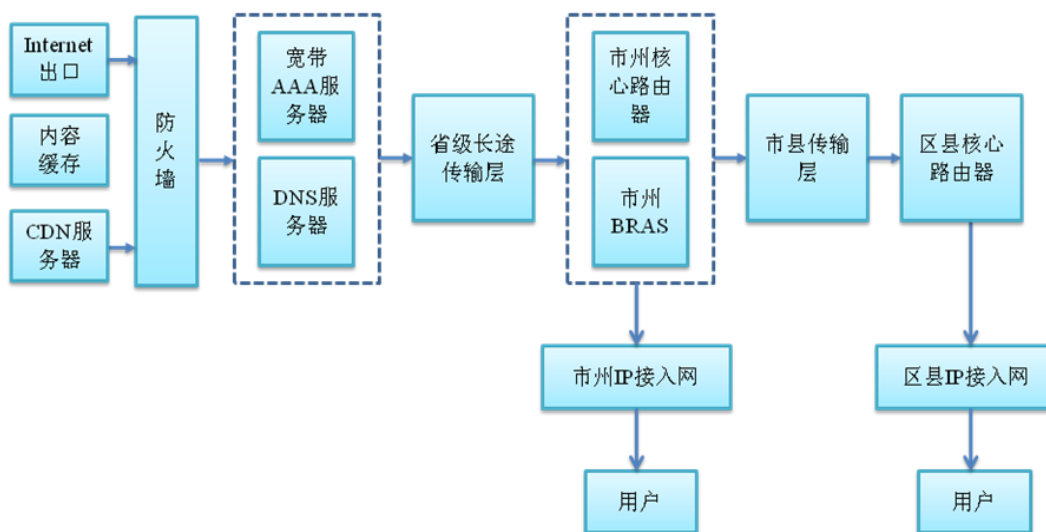 Internet
出口
内容
缓存
CDN服
务器
防
火
墙
宽带
AAA服
务器
DNS服
务器
省级长途
传输层
市州核
心路由
器
市州
BRAS
市县传输
层
区县核心
路由器
市州IP接入网
区县IP接入网
用户
用户